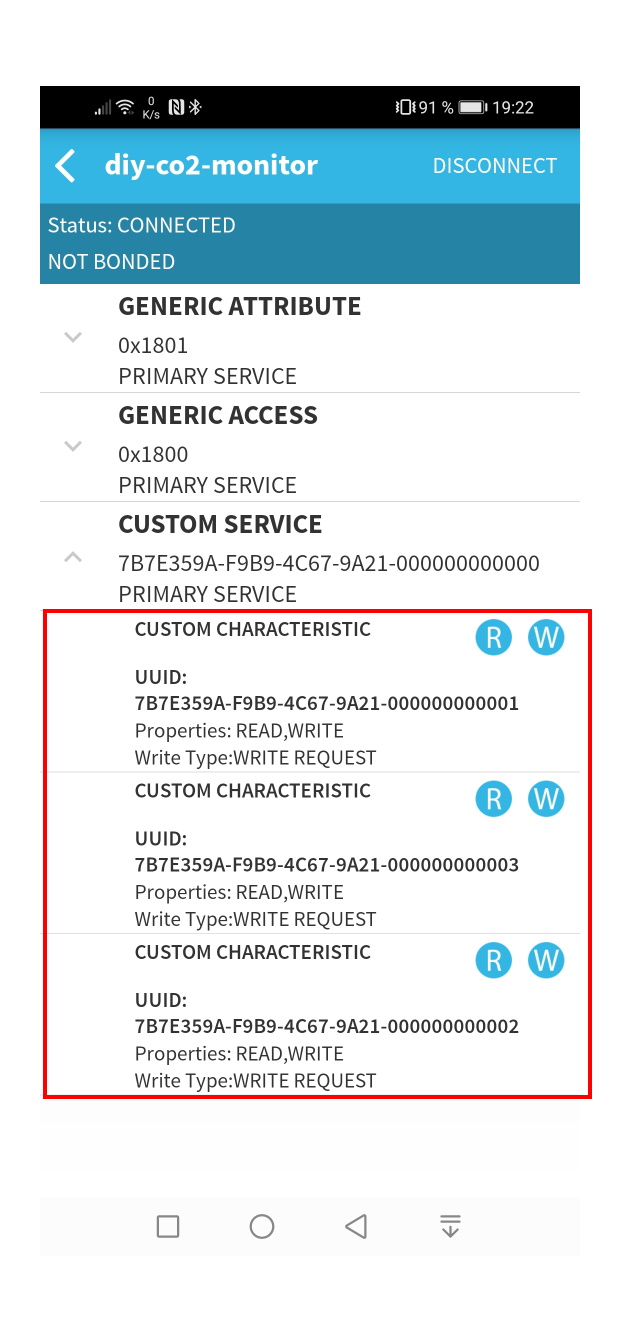 0 K/s 91 % 19:22
diy-co2-monitor DISCONNECT
Status: CONNECTED
NOT BONDED
GENERIC ATTRIBUTE
0x1801
PRIMARY SERVICE
GENERIC ACCESS
0x1800
PRIMARY SERVICE
CUSTOM SERVICE
7B7E359A-F9B9-4C67-9A21-000000000000
PRIMARY SERVICE
CUSTOM CHARACTERISTIC R W
UUID:
7B7E359A-F9B9-4C67-9A21-000000000001
Properties: READ,WRITE
Write Type:WRITE REQUEST
CUSTOM CHARACTERISTIC R W
UUID:
7B7E359A-F9B9-4C67-9A21-000000000003
Properties: READ,WRITE
Write Type:WRITE REQUEST
CUSTOM CHARACTERISTIC R W
UUID:
7B7E359A-F9B9-4C67-9A21-000000000002
Properties: READ,WRITE
Write Type:WRITE REQUEST